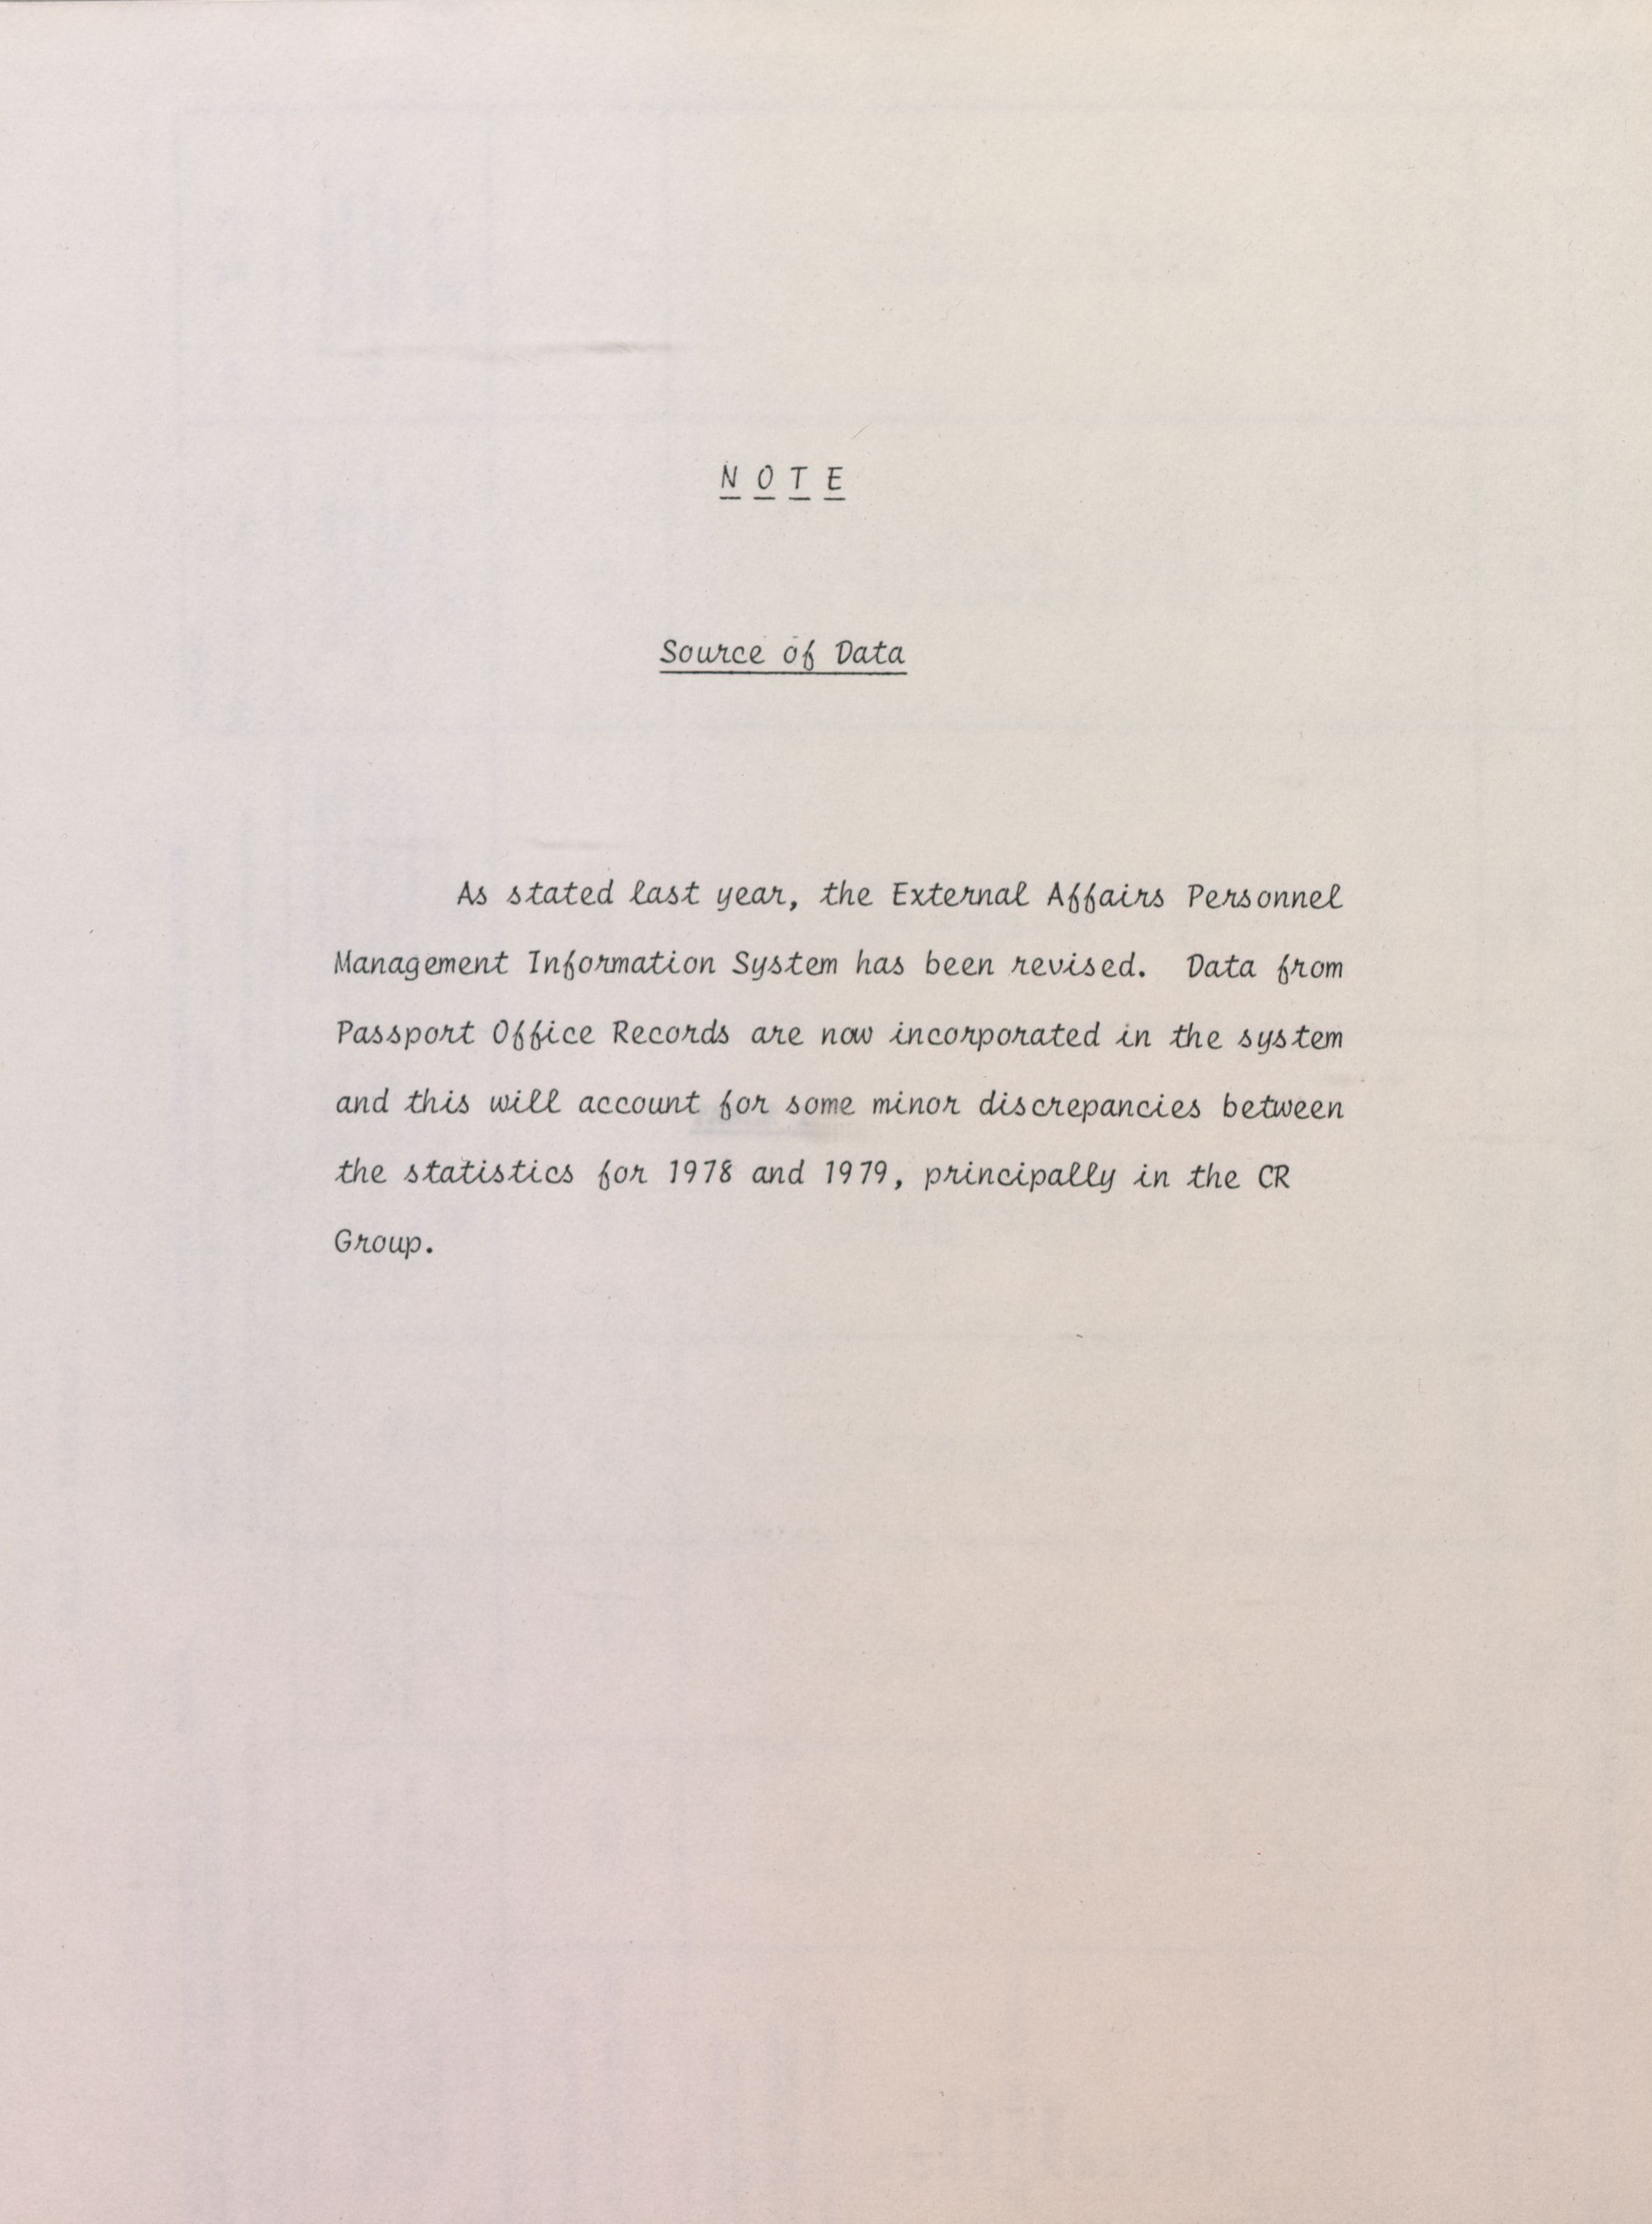 N O T E
Source of Data
As stated last year, the External Affairs Personnel
Management Information System has been revised.  Data from
Passport Office Records are now incorporated in the system
and this will account for some minor discrepancies between
the statistics for 1978 and 1979, principally in the CR
Group.